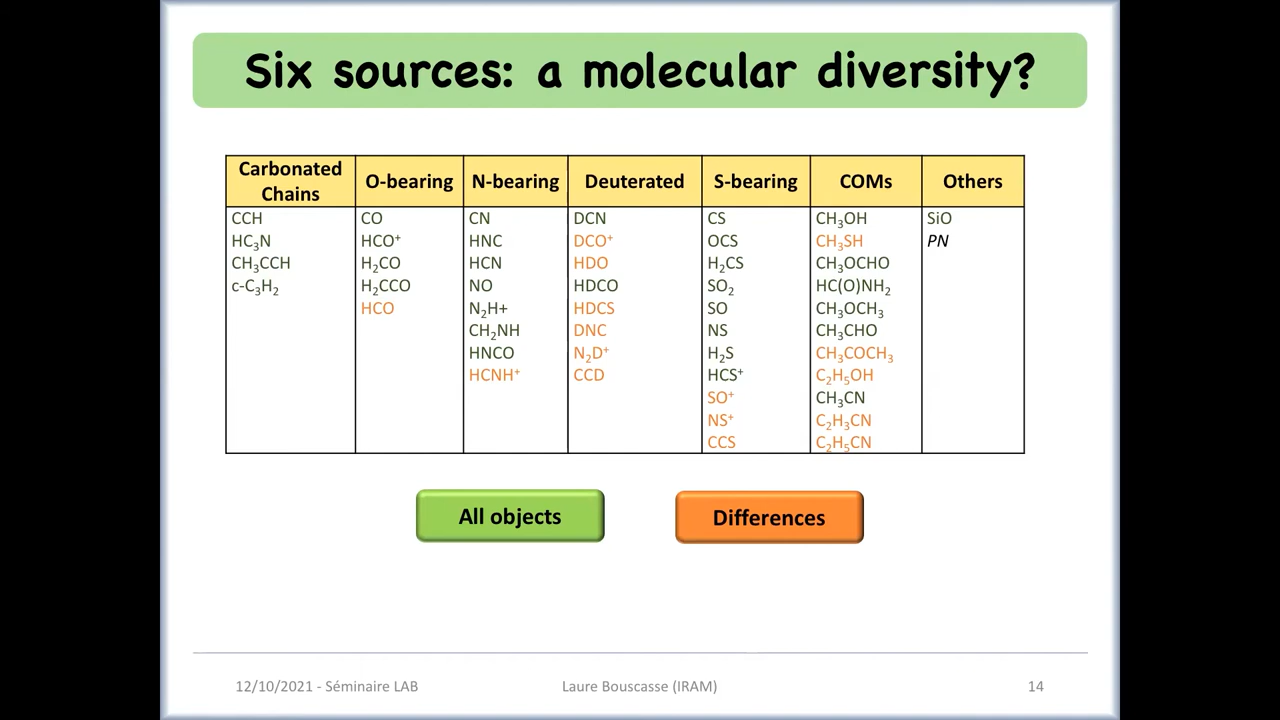 Six sources: a molecular diversity?
Carbonated Chains | O-bearing | N-bearing | Deuterated | S-bearing | COMs | Others
CCH | CO | CN | DCN | CS | CH₃OH | SiO
HC₃N | HCO⁺ | HNC | DCO⁺ | OCS | CH₃SH | PN
CH₃CCH | H₂CO | HCN | HDO | H₂CS | CH₃OCHO
c-C₃H₂ | H₂CCO | NO | HDCO | SO₂ | HC(O)NH₂
HCO | N₂H+ | HDCS | SO | CH₃OCH₃
CH₂NH | DNC | NS | CH₃CHO
HNCO | N₂D⁺ | H₂S | CH₃COCH₃
HCNH⁺ | CCD | HCS⁺ | C₂H₅OH
SO⁺ | CH₃CN
NS⁺ | C₂H₃CN
CCS | C₂H₅CN
All objects
Differences
12/10/2021 - Séminaire LAB
Laure Bouscasse (IRAM)
14